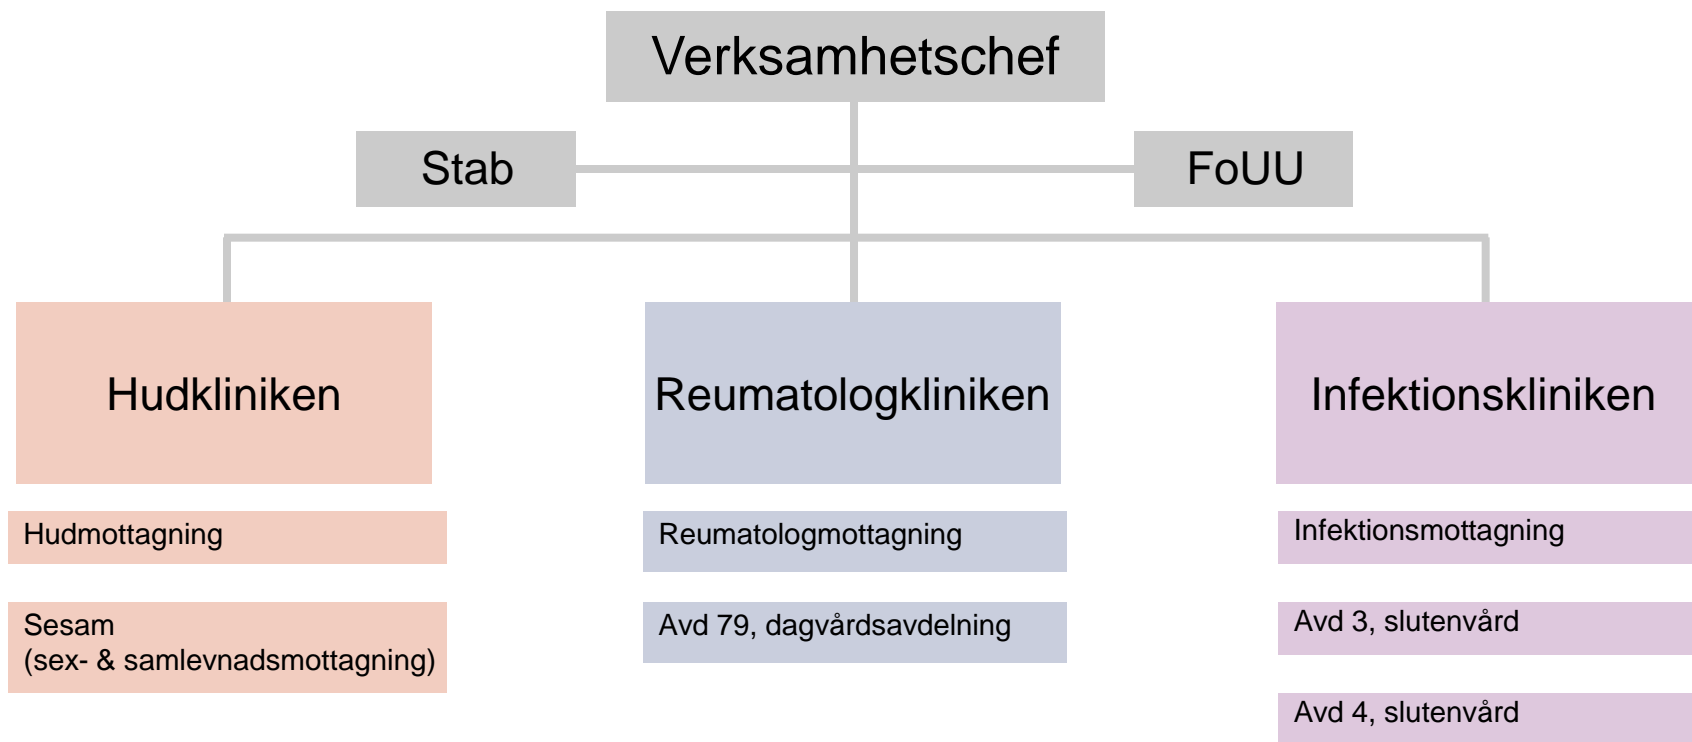 Verksamhetschef
Stab
FoUU
Hudkliniken
Reumatologkliniken
Infektionskliniken
Hudmottagning
Reumatologmottagning
Infektionsmottagning
Sesam
(sex- & samlevnadsmottagning)
Avd 79, dagvårdsavdelning
Avd 3, slutenvård
Avd 4, slutenvård